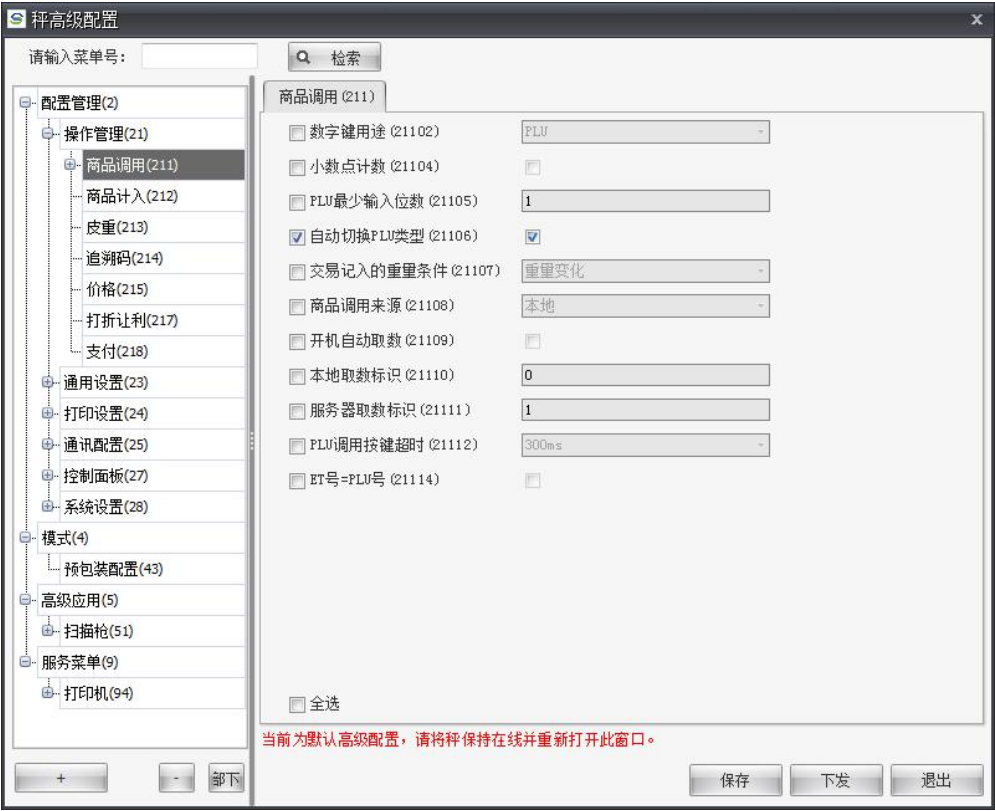 秤高级配置
x
请输入菜单号：
检索
配置管理(2)
操作管理(21)
商品调用(211)
商品计入(212)
皮重(213)
追溯码(214)
价格(215)
打折让利(217)
支付(218)
通用设置(23)
打印设置(24)
通讯配置(25)
控制面板(27)
系统设置(28)
模式(4)
预包装配置(43)
高级应用(5)
扫描枪(51)
服务菜单(9)
打印机(94)
+ - 部下
商品调用(211)
数字键用途(21102) PLU
小数点计数(21104)
PLU最少输入位数(21105) 1
自动切换PLU类型(21106)
交易记入的重量条件(21107) 重量变化
商品调用来源(21108) 本地
开机自动取数(21109)
本地取数标识(21110) 0
服务器取数标识(21111) 1
PLU调用按键超时(21112) 300ms
ET号=PLU号(21114)
全选
当前为默认高级配置，请将秤保持在线并重新打开此窗口。
保存 下发 退出